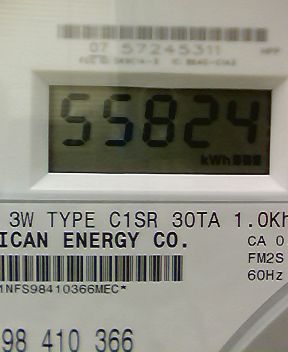 07 57245311
55824
kWh
3W TYPE C1SR 30TA 1.0Kh
ICAN ENERGY CO.
CA 0
FM2S
60Hz
1NFS98410366MEC*
98 410 366